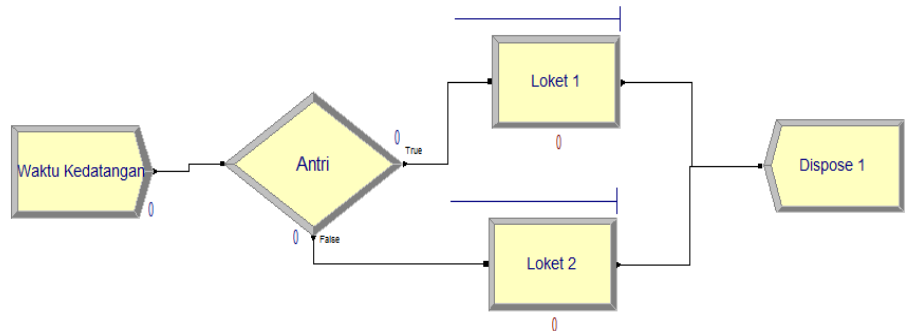 Waktu Kedatangan
0
Antri
0
True
0
False
Loket 1
0
Loket 2
0
Dispose 1
0